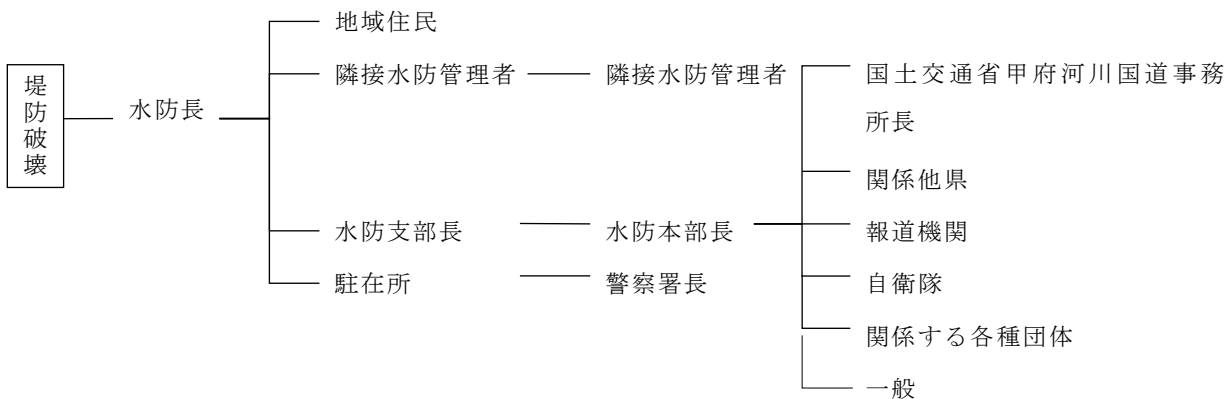 堤防破壊
水防長
地域住民
隣接水防管理者
隣接水防管理者
水防支部長
水防本部長
駐在所
警察署長
国土交通省甲府河川国道事務
所長
関係他県
報道機関
自衛隊
関係する各種団体
一般